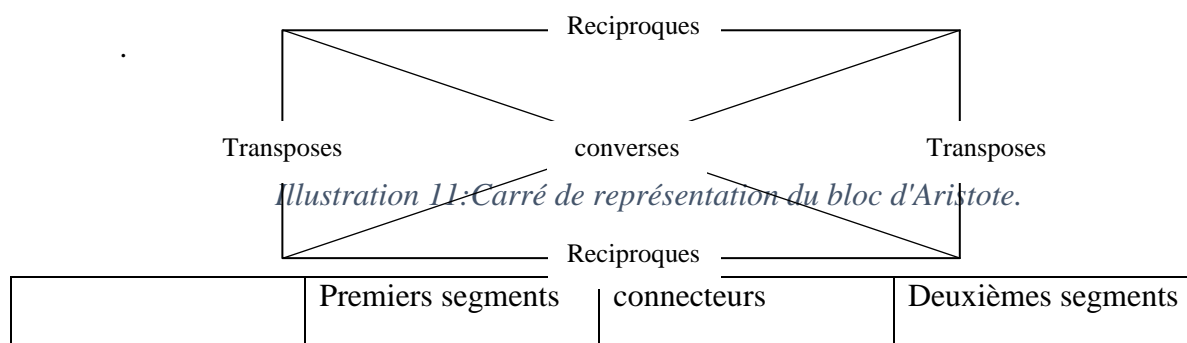 Reciproques
.
Transposes converses Transposes
Illustration 11:Carré de représentation du bloc d'Aristote.
Reciproques
Premiers segments connecteurs Deuxièmes segments